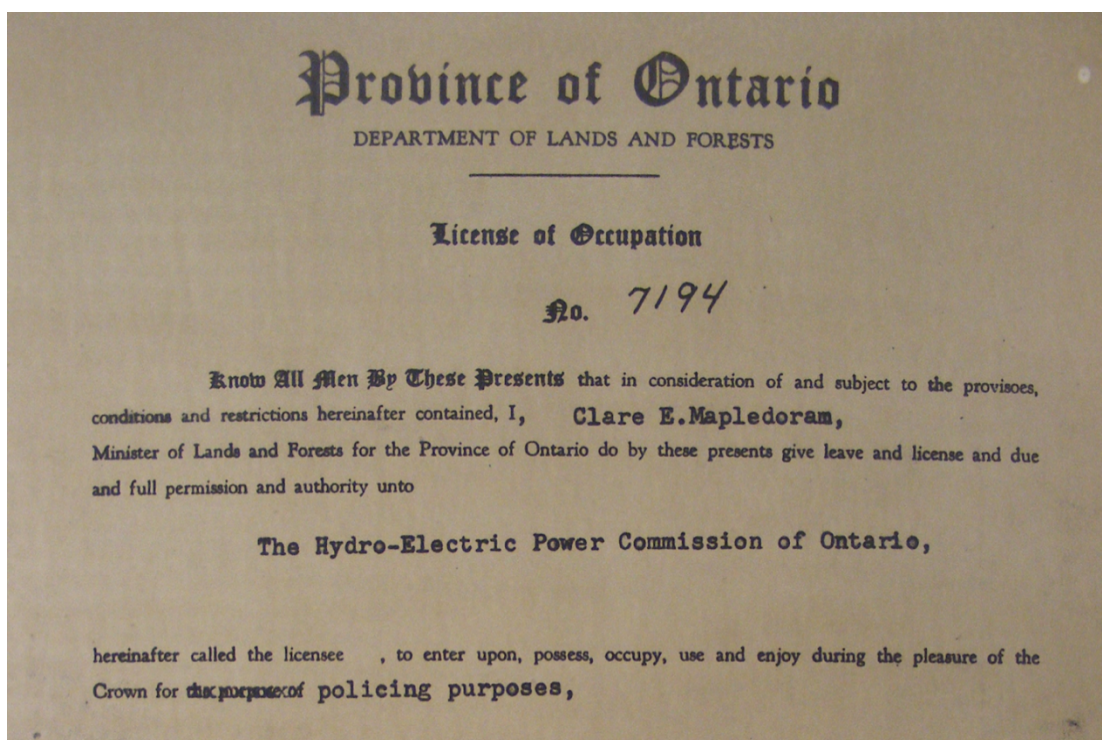 Province of Ontario
DEPARTMENT OF LANDS AND FORESTS
License of Occupation
No. 7194
Know All Men By These Presents that in consideration of and subject to the provisoes,
conditions and restrictions hereinafter contained, I, Clare E.Mapledoram,
Minister of Lands and Forests for the Province of Ontario do by these presents give leave and license and due
and full permission and authority unto
The Hydro-Electric Power Commission of Ontario,
hereinafter called the licensee , to enter upon, possess, occupy, use and enjoy during the pleasure of the
Crown for the purpose of policing purposes,